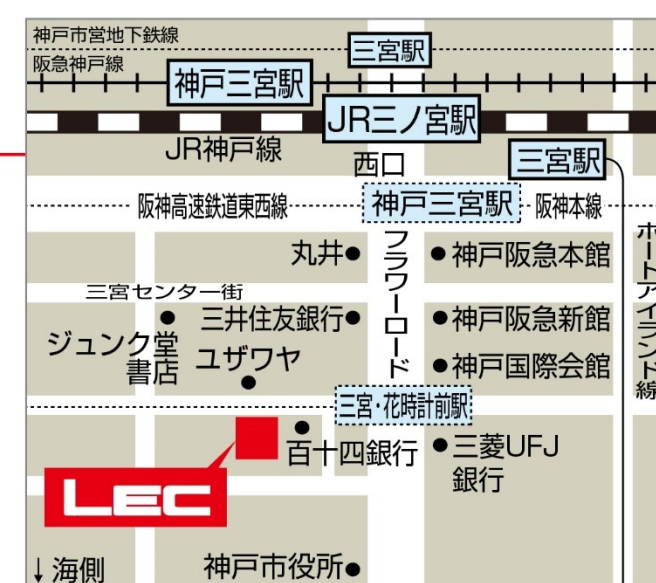 神戸市営地下鉄線
三宮駅
阪急神戸線
神戸三宮駅
JR三ノ宮駅
JR神戸線
西口
三宮駅
阪神高速鉄道東西線
神戸三宮駅
阪神本線
丸井
フラワーロード
神戸阪急本館
ポートアイランド線
三宮センター街
三井住友銀行
神戸阪急新館
ジュンク堂
書店
ユザワヤ
神戸国際会館
三宮・花時計前駅
百十四銀行
三菱UFJ
銀行
LEC
↓海側
神戸市役所